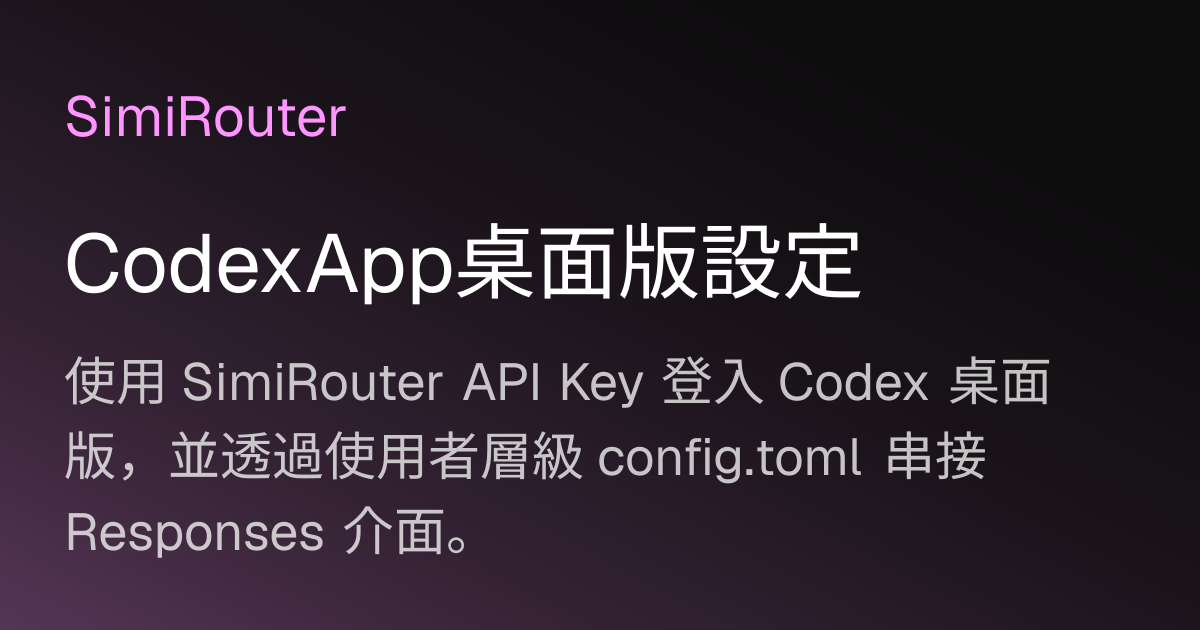 SimiRouter
CodexApp桌面版設定
使用 SimiRouter API Key 登入 Codex 桌面
版，並透過使用者層級 config.toml 串接
Responses 介面。